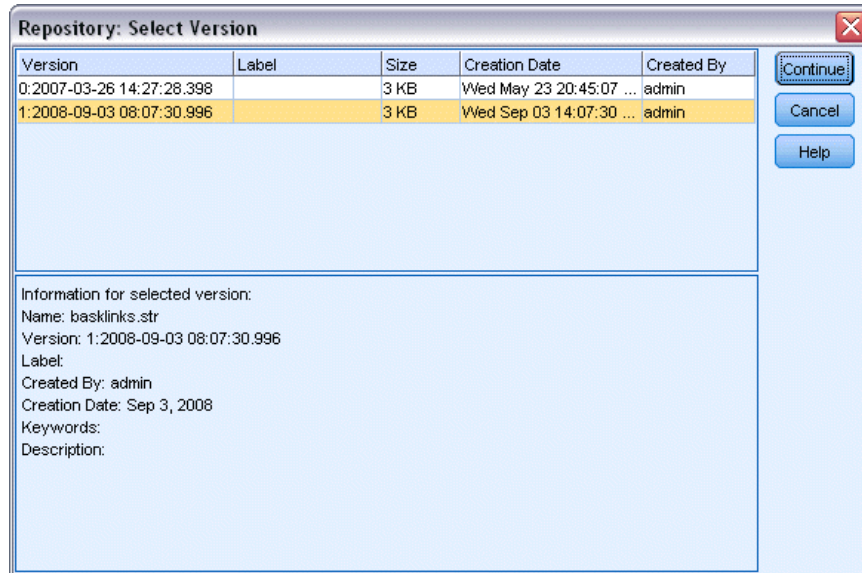 Repository: Select Version
Version Label Size Creation Date Created By
0:2007-03-26 14:27:28.398 3 KB Wed May 23 20:45:07 ... admin
1:2008-09-03 08:07:30.996 3 KB Wed Sep 03 14:07:30 ... admin
Continue
Cancel
Help
Information for selected version:
Name: basklinks.str
Version: 1:2008-09-03 08:07:30.996
Label:
Created By: admin
Creation Date: Sep 3, 2008
Keywords:
Description: